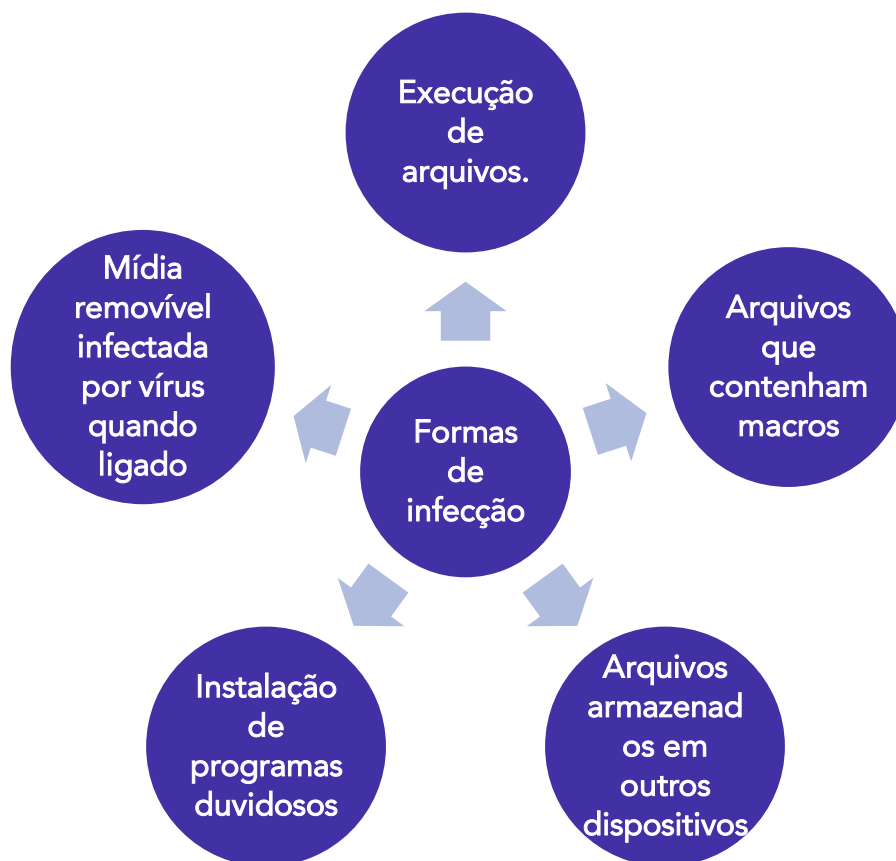 Execução
de
arquivos.
Mídia
removível
infectada
por vírus
quando
ligado
Arquivos
que
contenham
macros
Formas
de
infecção
Instalação
de
programas
duvidosos
Arquivos
armazenad
os em
outros
dispositivos